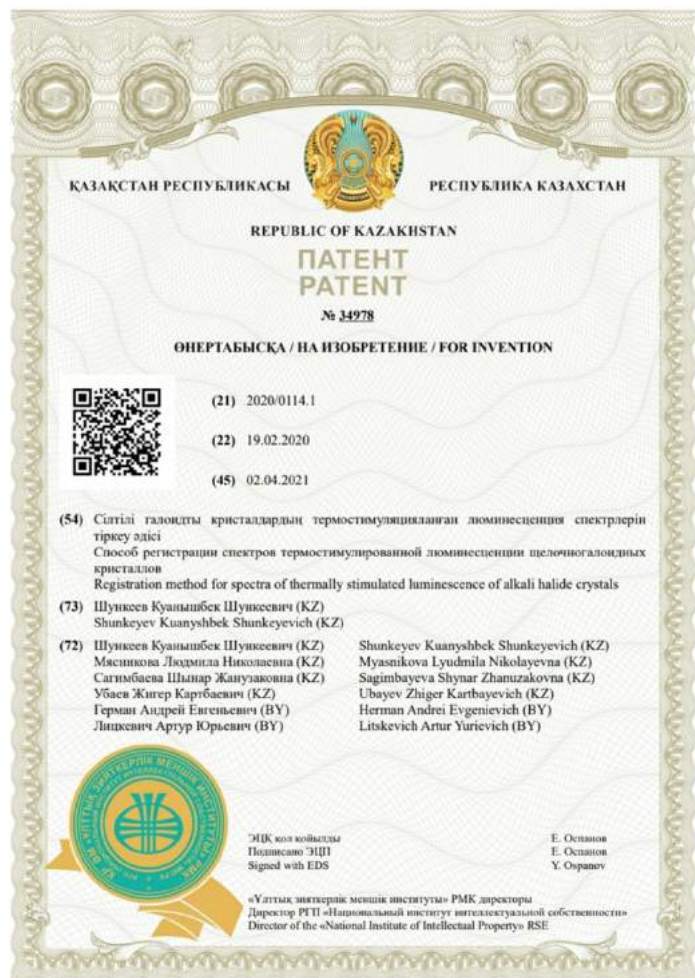 ҚАЗАҚСТАН РЕСПУБЛИКАСЫ
РЕСПУБЛИКА КАЗАХСТАН
REPUBLIC OF KAZAKHSTAN
ПАТЕНТ
PATENT
№ 34978
ӨНЕРТАБЫСҚА / НА ИЗОБРЕТЕНИЕ / FOR INVENTION
(21) 2020/0114.1
(22) 19.02.2020
(45) 02.04.2021
(54) Сілтілі галоидты кристалдардың термостимуляцияланған люминесценция спектрлерін
тіркеу әдісі
Способ регистрации спектров термостимулированной люминесценции щелочногалоидных
кристаллов
Registration method for spectra of thermally stimulated luminescence of alkali halide crystals
(73) Шункеев Куанышбек Шункеевич (KZ)
Shunkeyev Kuanyshbek Shunkeyevich (KZ)
(72) Шункеев Куанышбек Шункеевич (KZ) Shunkeyev Kuanyshbek Shunkeyevich (KZ)
Мясникова Людмила Николаевна (KZ) Myasnikova Lyudmila Nikolayevna (KZ)
Сагимбаева Шынар Жанузаковна (KZ) Sagimbayeva Shynar Zhanuzakovna (KZ)
Убаев Жигер Картбаевич (KZ) Ubayev Zhiger Kartbayevich (KZ)
Герман Андрей Евгеньевич (BY) Herman Andrei Evgenievich (BY)
Лицкевич Артур Юрьевич (BY) Litskevich Artur Yurievich (BY)
ЭЦҚ қол қойылды Е. Оспанов
Подписано ЭЦП Е. Оспанов
Signed with EDS Y. Ospanov
«Ұлттық зияткерлік меншік институты» РМК директоры
Директор РГП «Национальный институт интеллектуальной собственности»
Director of the «National Institute of Intellectual Property» RSE